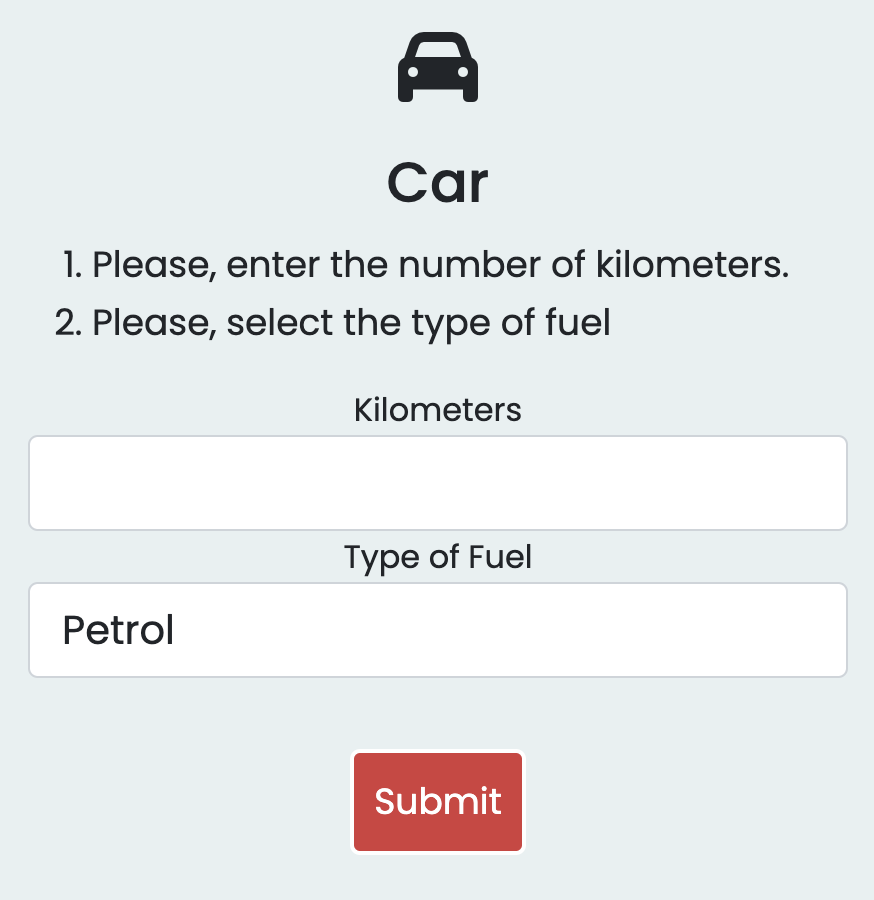 Car
1. Please, enter the number of kilometers.
2. Please, select the type of fuel
Kilometers
Type of Fuel
Petrol
Submit